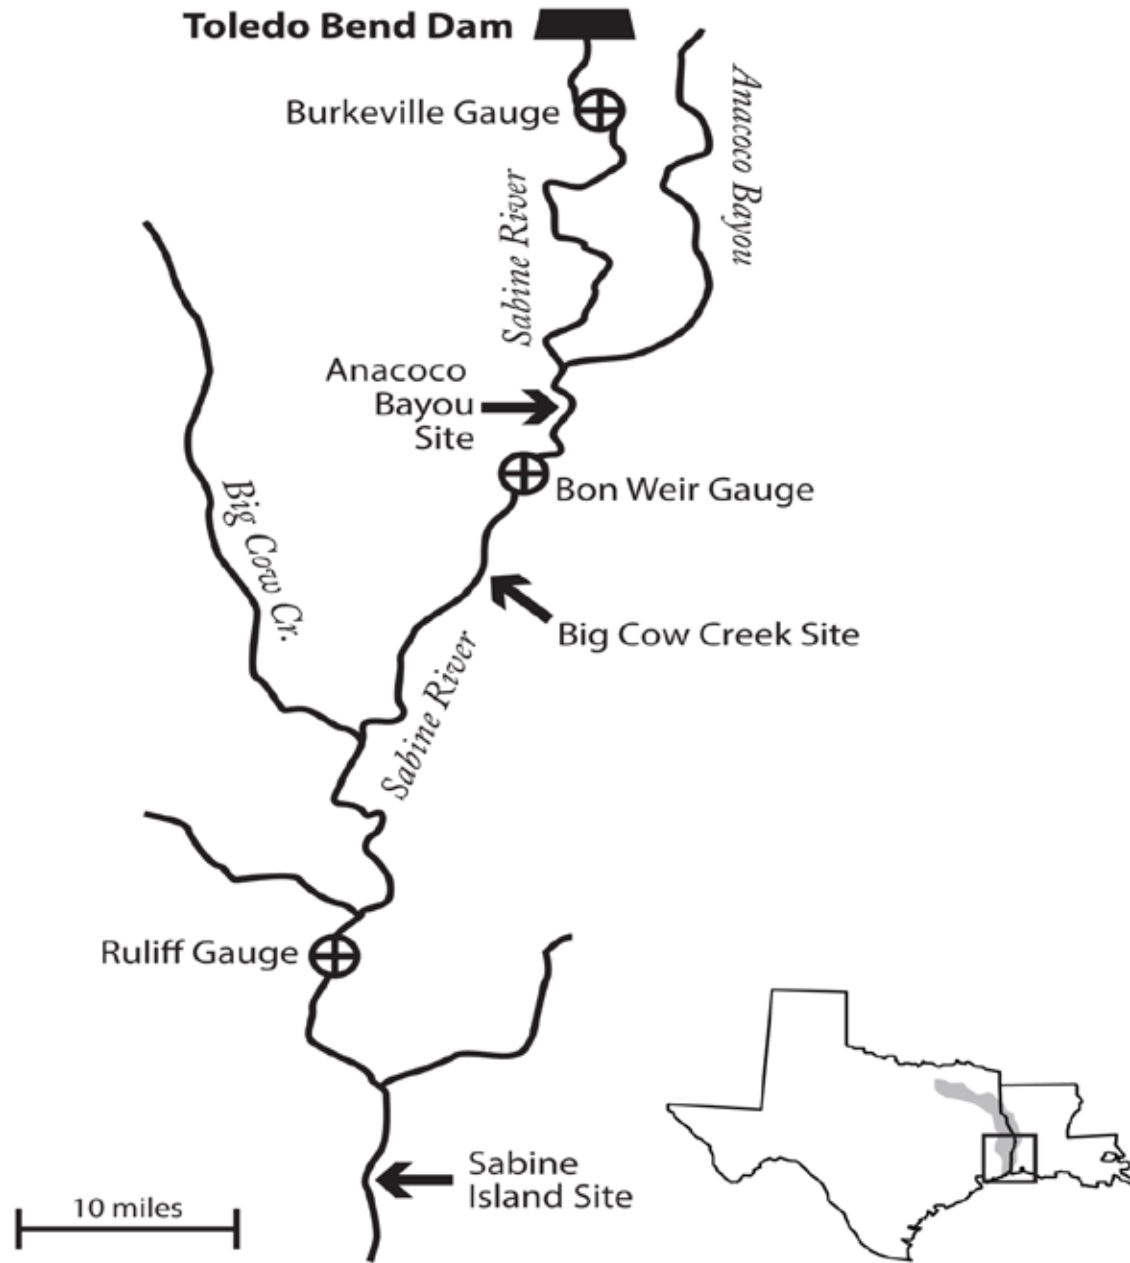 Toledo Bend Dam
Burkeville Gauge
Anacoco Bayou
Sabine River
Anacoco
Bayou
Site
Bon Weir Gauge
Big Cow Cr.
Big Cow Creek Site
Sabine River
Ruliff Gauge
Sabine
Island Site
10 miles